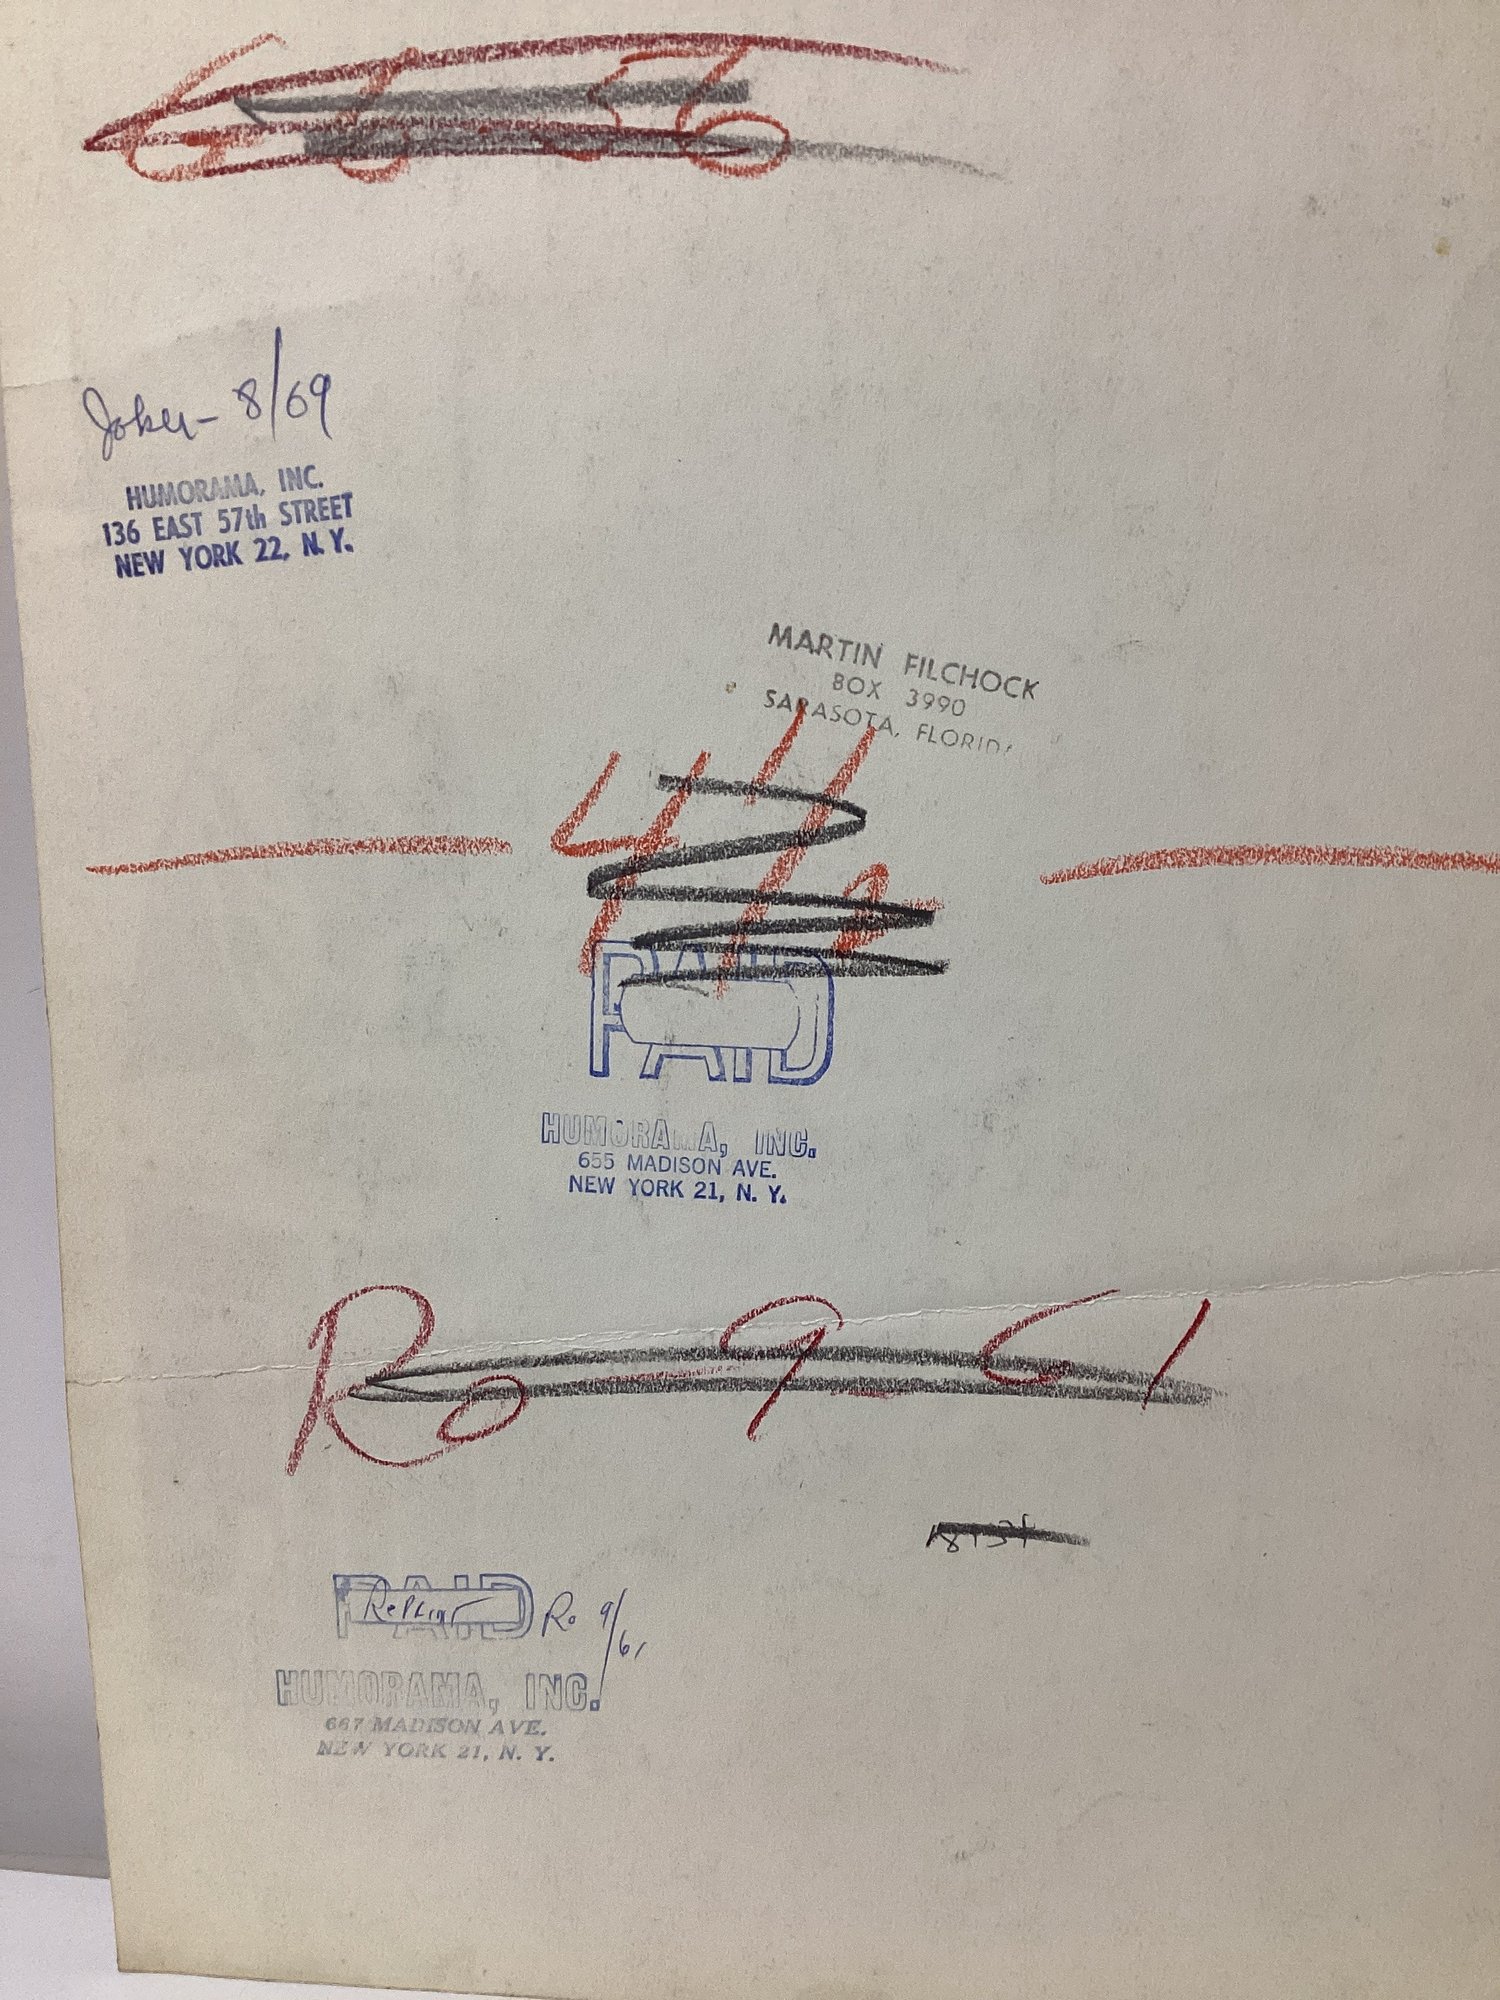 Joker - 8/69
HUMORAMA, INC.
136 EAST 57th STREET
NEW YORK 22, N.Y.
MARTIN FILCHOCK
BOX 3990
SARASOTA, FLORIDA
PAID
HUMORAMA, INC.
655 MADISON AVE.
NEW YORK 21, N. Y.
Ro - 9 - 61
PAID Ro 9/61
HUMORAMA, INC.
667 MADISON AVE.
NEW YORK 21, N. Y.